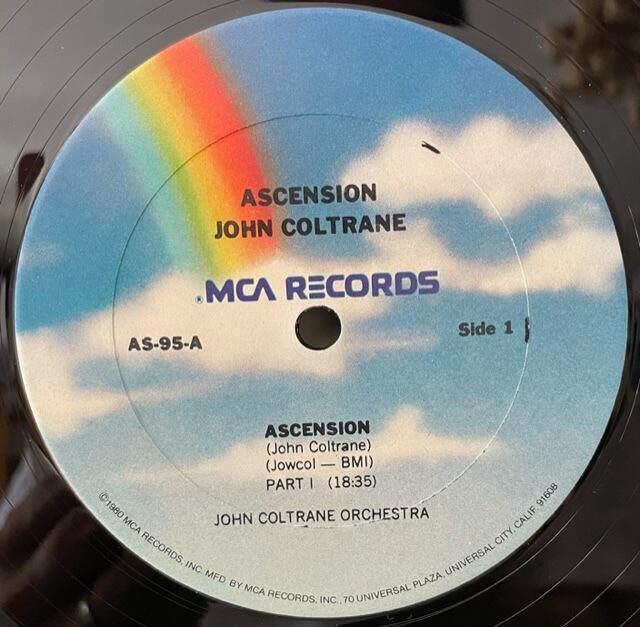 ASCENSION
JOHN COLTRANE
®MCA RECORDS
AS-95-A
Side 1
ASCENSION
(John Coltrane)
(Jowcol — BMI)
PART I (18:35)
JOHN COLTRANE ORCHESTRA
©1980 MCA RECORDS, INC. MFD. BY MCA RECORDS, INC., 70 UNIVERSAL PLAZA, UNIVERSAL CITY, CALIF. 91608